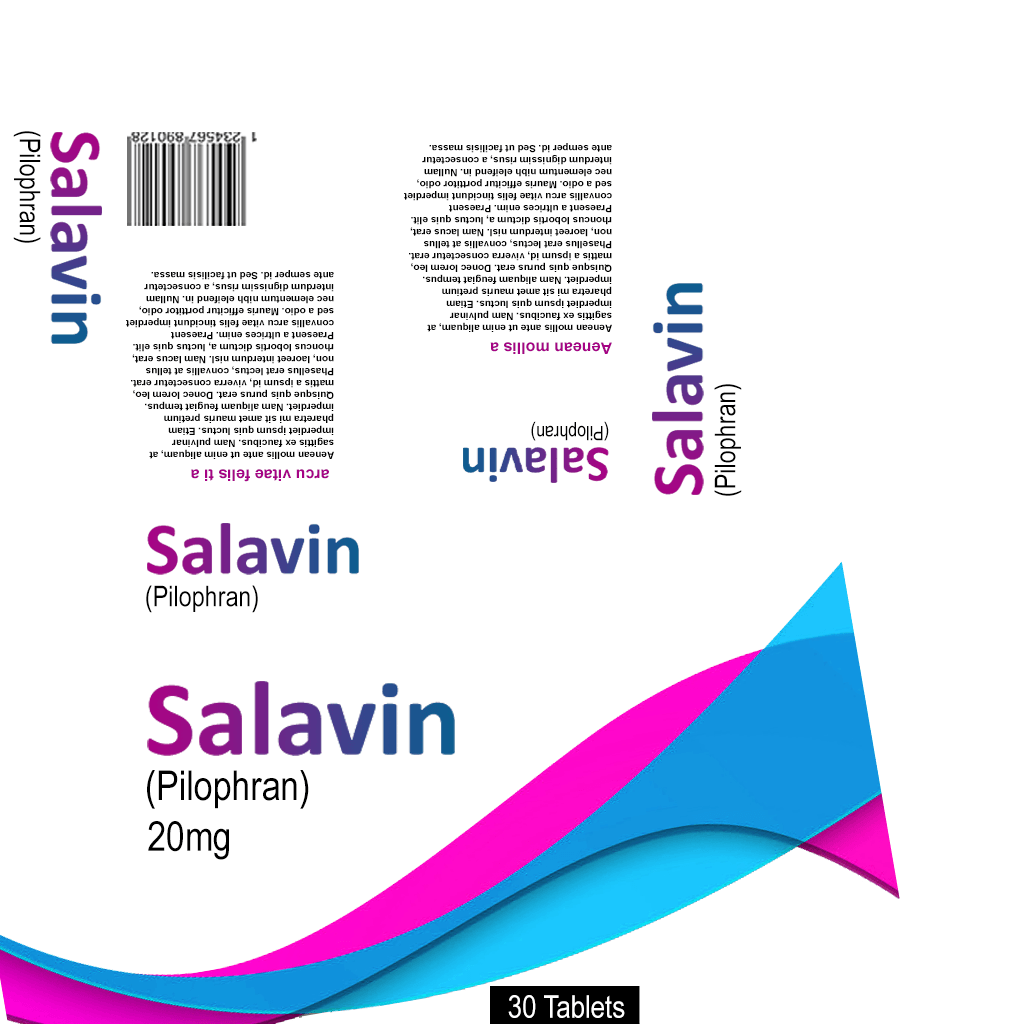 Salavin
(Pilophran)
1 234567 890128
arcu vitae felis ti a
Aenean mollis ante ut enim aliquam, at
sagittis ex faucibus. Nam pulvinar
imperdiet ipsum quis luctus. Etiam
pharetra mi sit amet mauris pretium
imperdiet. Nam aliquam feugiat tempus.
Quisque quis purus erat. Donec lorem leo,
mattis a ipsum id, viverra consectetur erat.
Phasellus erat lectus, convallis at tellus
non, laoreet interdum nisl. Nam lacus erat,
rhoncus lobortis dictum a, luctus quis elit.
Praesent a ultrices enim. Praesent
convallis arcu vitae felis tincidunt imperdiet
sed a odio. Mauris efficitur porttitor odio,
nec elementum nibh eleifend in. Nullam
interdum dignissim risus, a consectetur
ante semper id. Sed ut facilisis massa.
Salavin
(Pilophran)
Aenean mollis a
Aenean mollis ante ut enim aliquam, at
sagittis ex faucibus. Nam pulvinar
imperdiet ipsum quis luctus. Etiam
pharetra mi sit amet mauris pretium
imperdiet. Nam aliquam feugiat tempus.
Quisque quis purus erat. Donec lorem leo,
mattis a ipsum id, viverra consectetur erat.
Phasellus erat lectus, convallis at tellus
non, laoreet interdum nisl. Nam lacus erat,
rhoncus lobortis dictum a, luctus quis elit.
Praesent a ultrices enim. Praesent
convallis arcu vitae felis tincidunt imperdiet
sed a odio. Mauris efficitur porttitor odio,
nec elementum nibh eleifend in. Nullam
interdum dignissim risus, a consectetur
ante semper id. Sed ut facilisis massa.
Salavin
(Pilophran)
Salavin
(Pilophran)
Salavin
(Pilophran)
20mg
30 Tablets